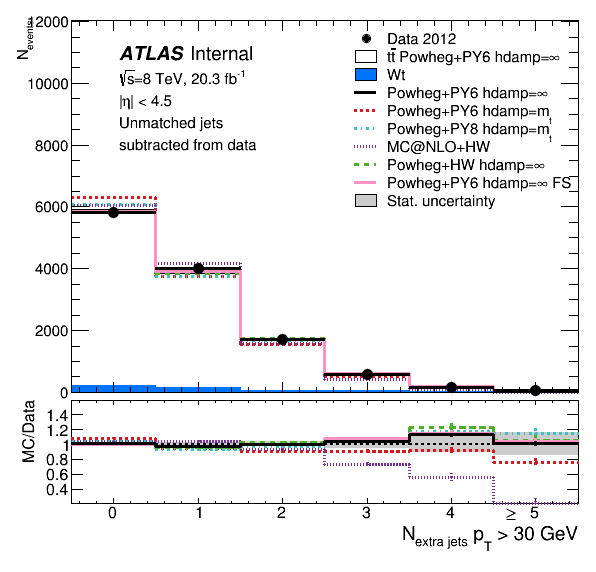 N_events
12000
10000
8000
6000
4000
2000
0
ATLAS Internal
√s=8 TeV, 20.3 fb⁻¹
|η| < 4.5
Unmatched jets
subtracted from data
Data 2012
tt̄ Powheg+PY6 hdamp=∞
Wt
Powheg+PY6 hdamp=∞
Powheg+PY6 hdamp=m_t
Powheg+PY8 hdamp=m_t
MC@NLO+HW
Powheg+HW hdamp=∞
Powheg+PY6 hdamp=∞ FS
Stat. uncertainty
MC/Data
1.4
1.2
1
0.8
0.6
0.4
0 1 2 3 4 ≥ 5
N_extra jets p_T > 30 GeV